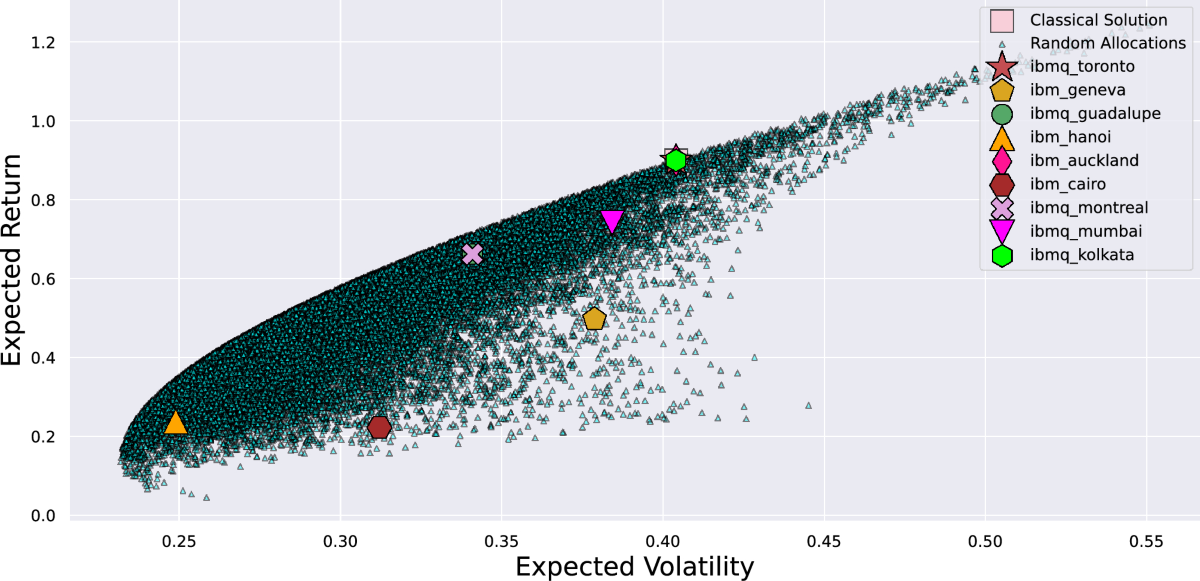 Expected Return
1.2
1.0
0.8
0.6
0.4
0.2
0.0
Classical Solution
Random Allocations
ibmq_toronto
ibm_geneva
ibmq_guadalupe
ibm_hanoi
ibm_auckland
ibm_cairo
ibmq_montreal
ibmq_mumbai
ibmq_kolkata
0.25 0.30 0.35 0.40 0.45 0.50 0.55
Expected Volatility